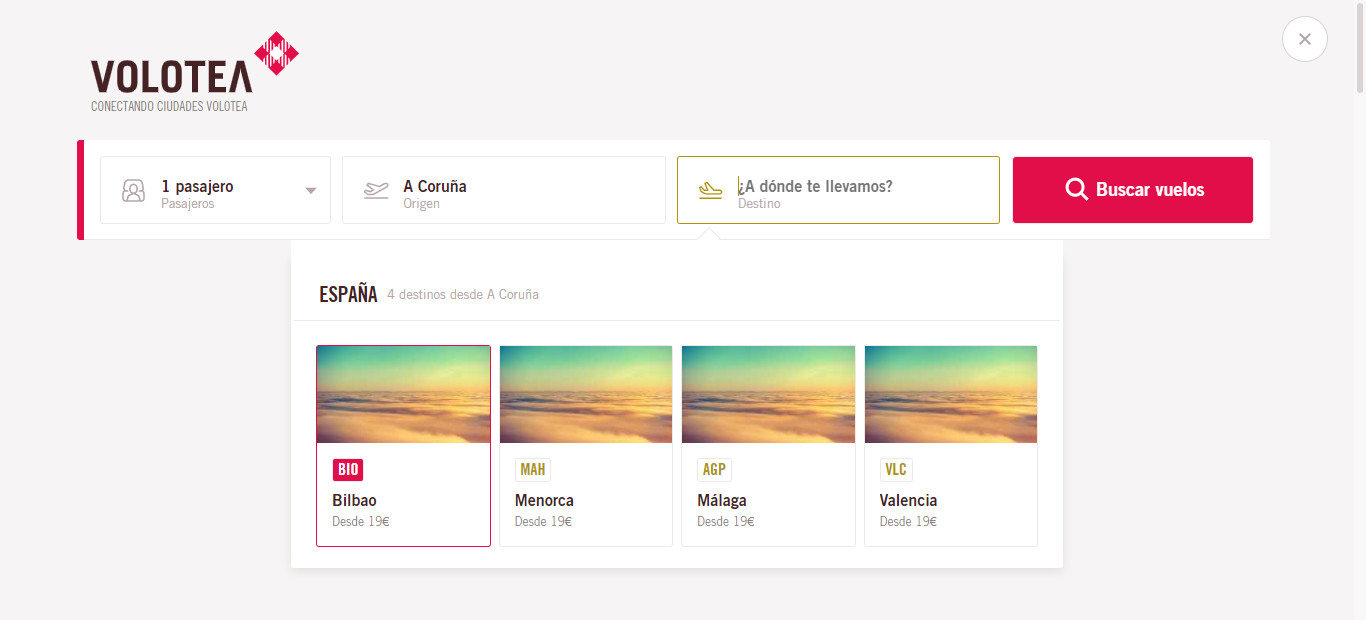 VOLOTEA
CONECTANDO CIUDADES VOLOTEA
1 pasajero
Pasajeros
A Coruña
Origen
¿A dónde te llevamos?
Destino
Buscar vuelos
ESPAÑA 4 destinos desde A Coruña
BIO
Bilbao
Desde 19€
MAH
Menorca
Desde 19€
AGP
Málaga
Desde 19€
VLC
Valencia
Desde 19€